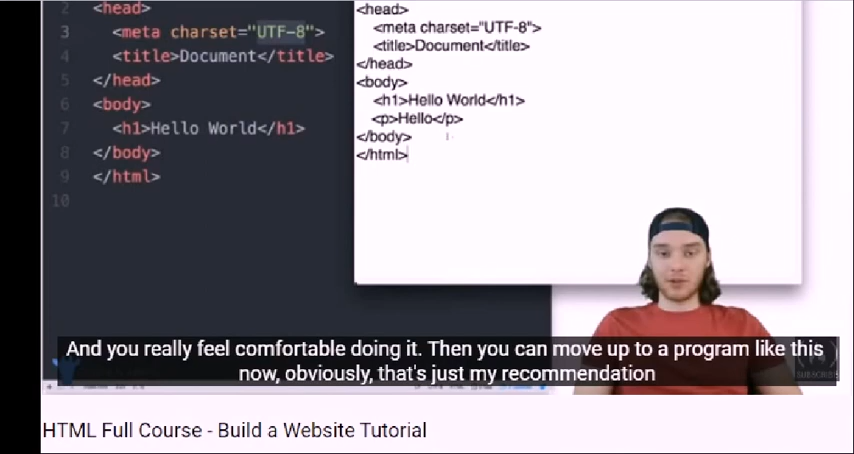 2 <head>
3 <meta charset="UTF-8">
4 <title>Document</title>
5 </head>
6 <body>
7 <h1>Hello World</h1>
8 </body>
9 </html>
10
<head>
<meta charset="UTF-8">
<title>Document</title>
</head>
<body>
<h1>Hello World</h1>
<p>Hello</p>
</body>
</html>
And you really feel comfortable doing it. Then you can move up to a program like this
now, obviously, that's just my recommendation
SUBSCRIBE
HTML Full Course - Build a Website Tutorial